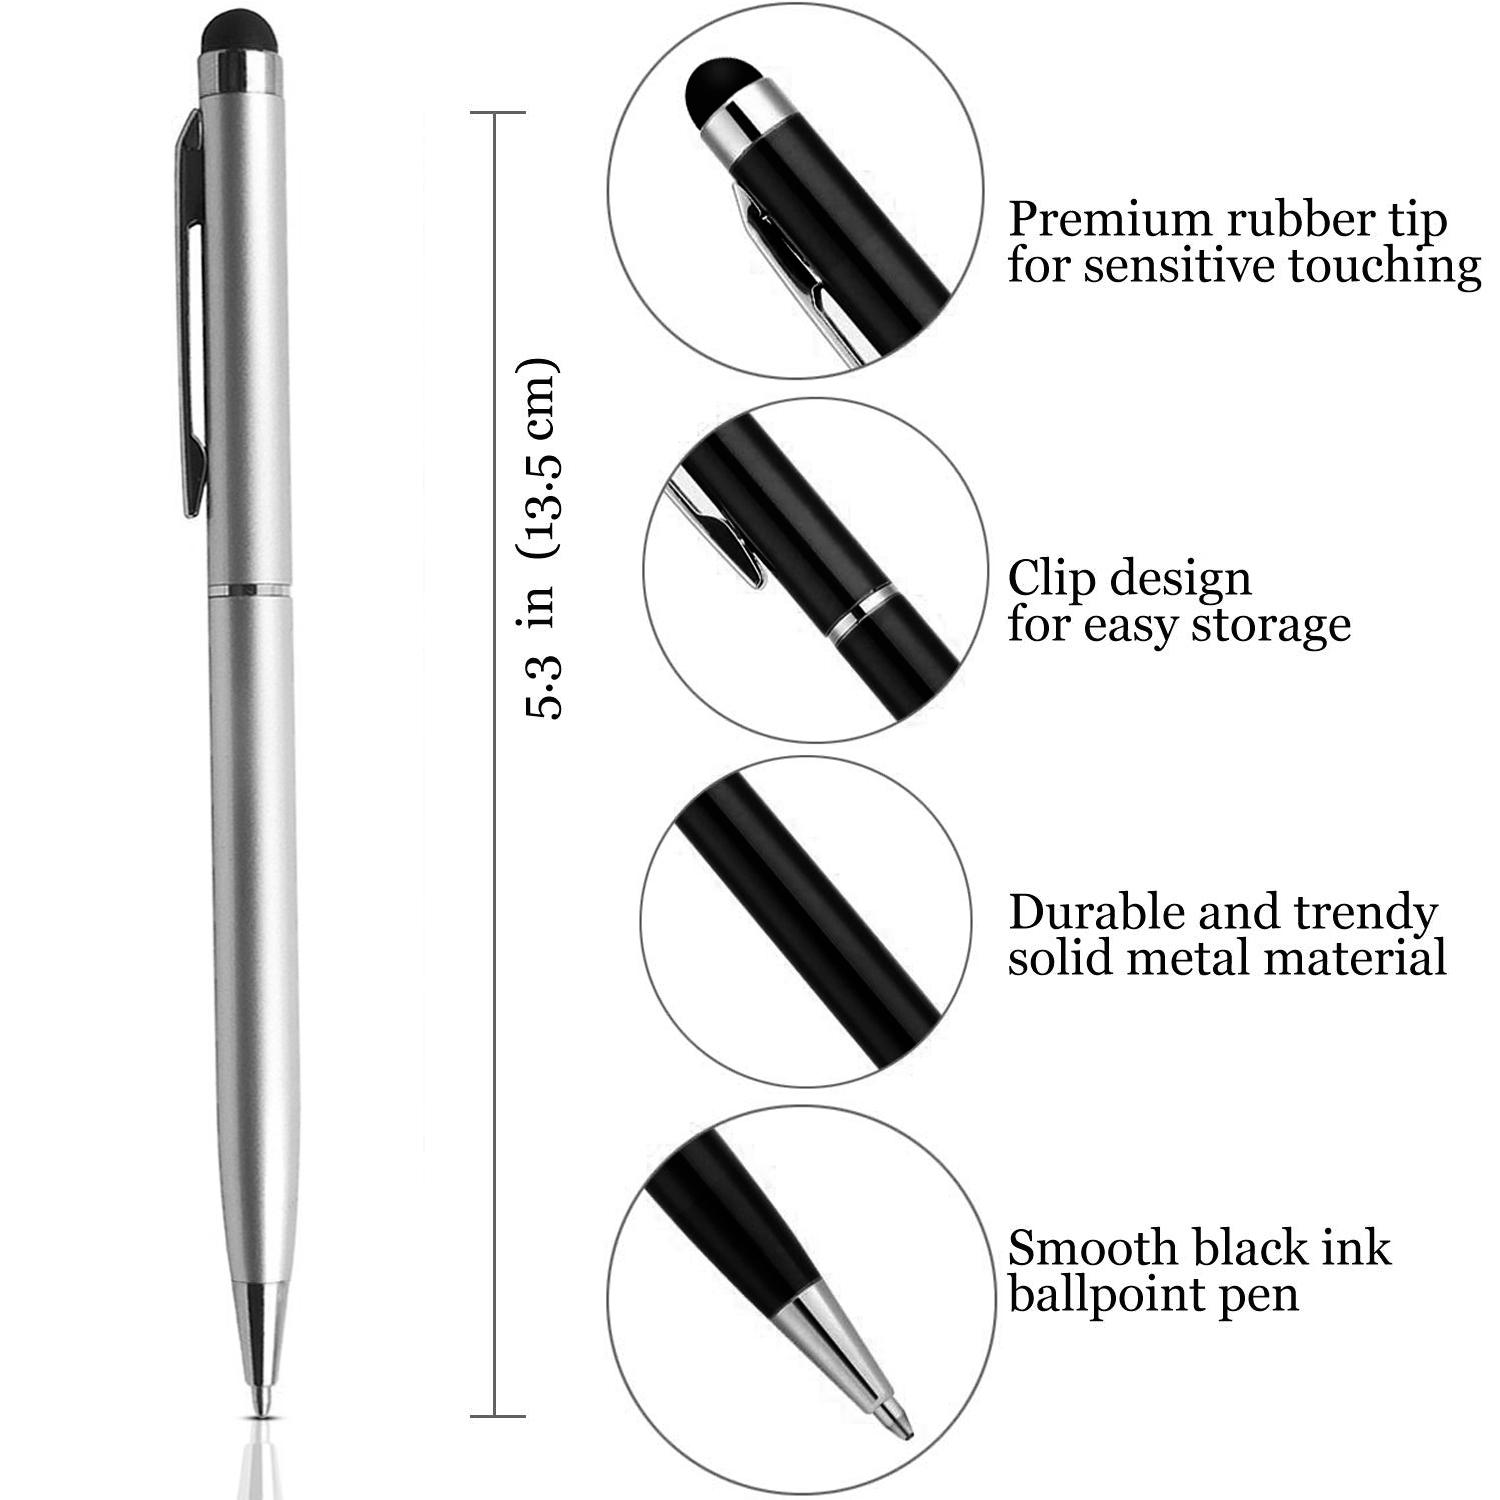 5.3 in (13.5 cm)
Premium rubber tip
for sensitive touching
Clip design
for easy storage
Durable and trendy
solid metal material
Smooth black ink
ballpoint pen